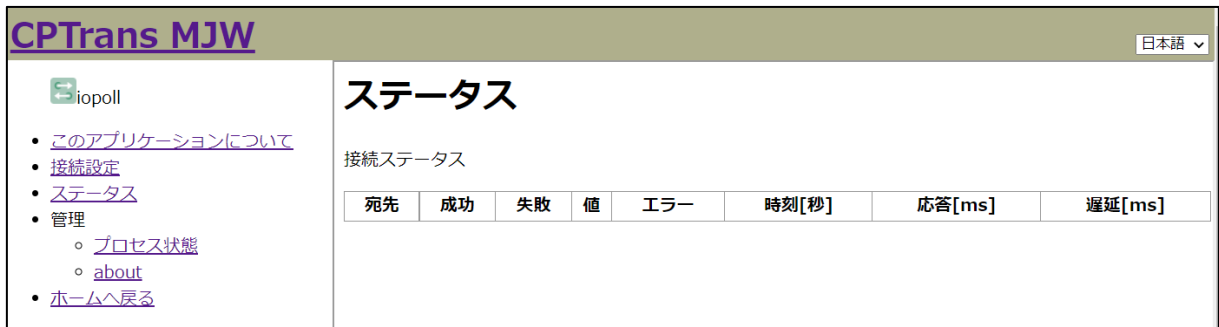 CPTrans MJW
日本語
iopoll
このアプリケーションについて
接続設定
ステータス
管理
プロセス状態
about
ホームへ戻る
ステータス
接続ステータス
宛先 成功 失敗 値 エラー 時刻[秒] 応答[ms] 遅延[ms]